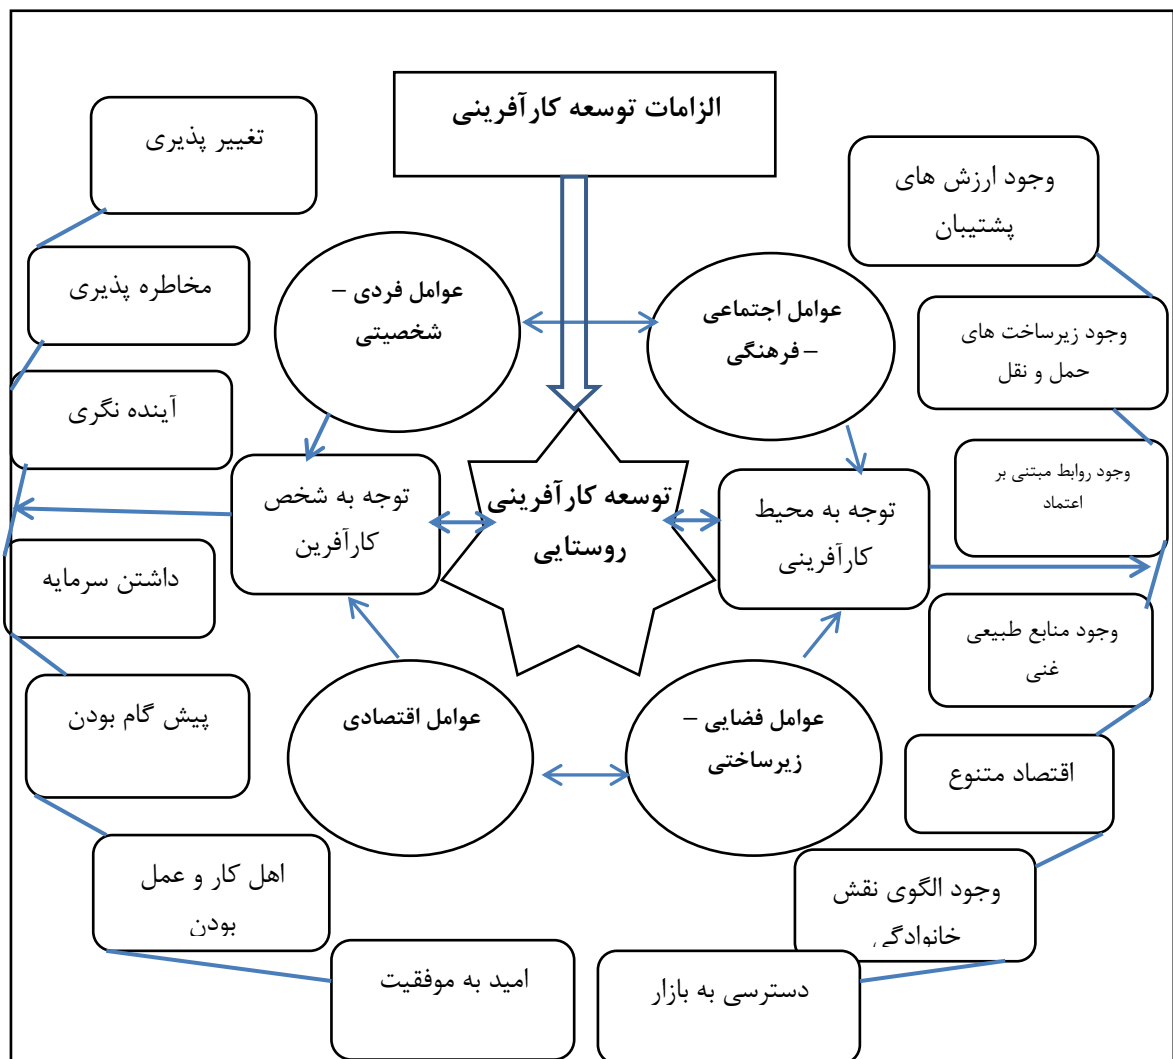 الزامات توسعه کارآفرینی
تغییر پذیری
وجود ارزش های
پشتیبان
مخاطره پذیری
عوامل فردی –
شخصیتی
عوامل اجتماعی
– فرهنگی
وجود زیرساخت های
حمل و نقل
آینده نگری
توجه به شخص
کارآفرین
توسعه کارآفرینی
روستایی
توجه به محیط
کارآفرینی
وجود روابط مبتنی بر
اعتماد
داشتن سرمایه
وجود منابع طبیعی
غنی
پیش گام بودن
عوامل اقتصادی
عوامل فضایی –
زیرساختی
اقتصاد متنوع
اهل کار و عمل
بودن
وجود الگوی نقش
خانوادگی
امید به موفقیت
دسترسی به بازار